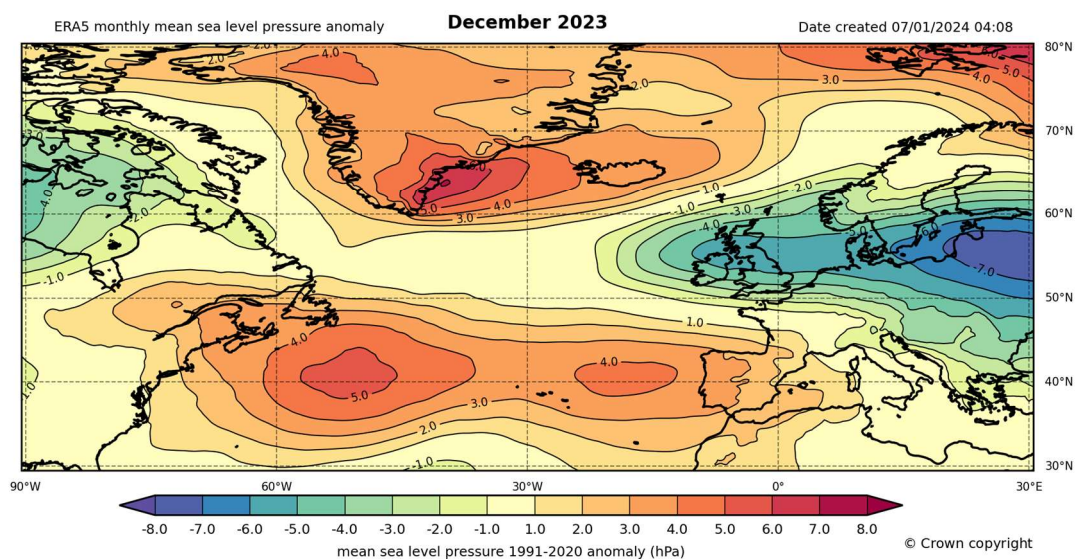 December 2023
ERA5 monthly mean sea level pressure anomaly
Date created 07/01/2024 04:08
2.0 4.0 2.0 3.0 5.0 4.0 80°N
2.0
70°N
-3.0
-4.0 -2.0 5.0 3.0 4.0 1.0 -1.0 -2.0 -3.0 -4.0 -5.0 -6.0 60°N
-1.0 -7.0
50°N
1.0
4.0 4.0
5.0 3.0 40°N
-1.0 2.0
-1.0 30°N
90°W 60°W 30°W 0° 30°E
-8.0 -7.0 -6.0 -5.0 -4.0 -3.0 -2.0 -1.0 1.0 2.0 3.0 4.0 5.0 6.0 7.0 8.0
mean sea level pressure 1991-2020 anomaly (hPa)
© Crown copyright